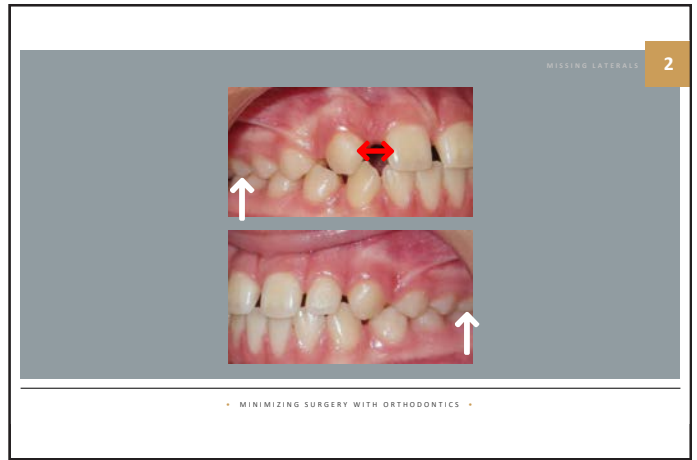 MISSING LATERALS
2
• MINIMIZING SURGERY WITH ORTHODONTICS •